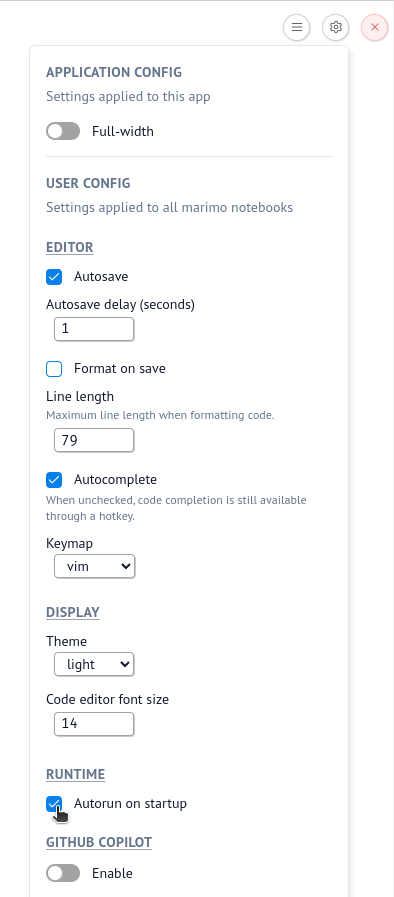 APPLICATION CONFIG
Settings applied to this app
Full-width
USER CONFIG
Settings applied to all marimo notebooks
EDITOR
Autosave
Autosave delay (seconds)
1
Format on save
Line length
Maximum line length when formatting code.
79
Autocomplete
When unchecked, code completion is still available
through a hotkey.
Keymap
vim
DISPLAY
Theme
light
Code editor font size
14
RUNTIME
Autorun on startup
GITHUB COPILOT
Enable